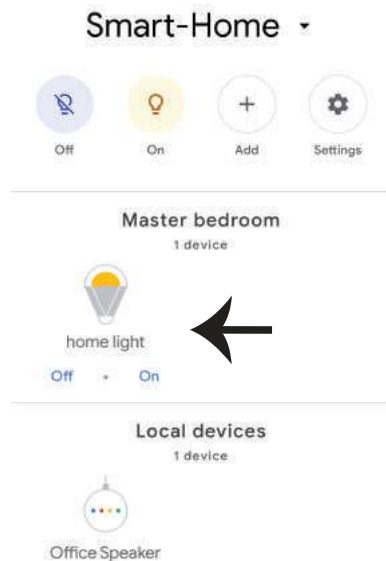 Smart-Home
Off On Add Settings
Master bedroom
1 device
home light
Off • On
Local devices
1 device
Office Speaker